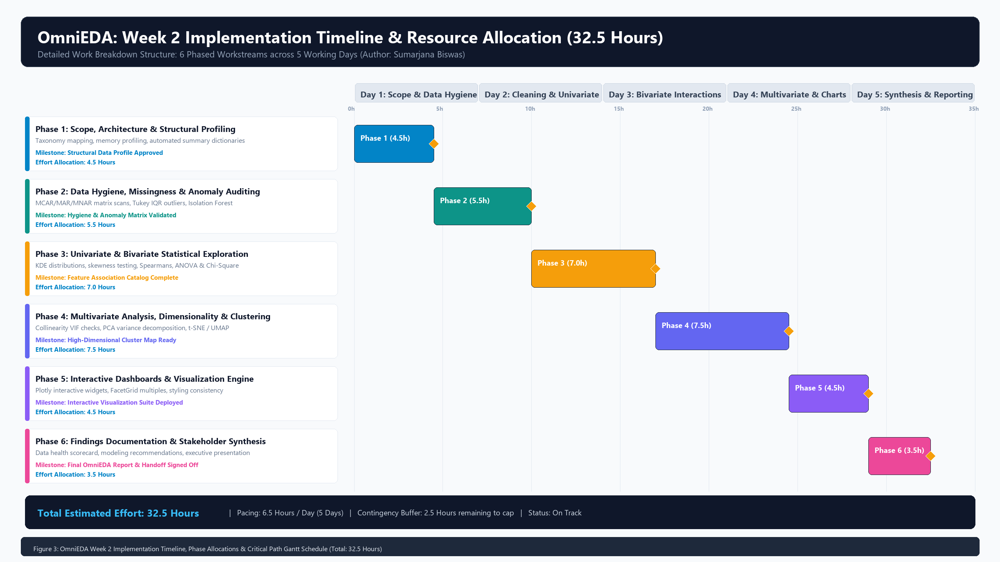 OmniEDA: Week 2 Implementation Timeline & Resource Allocation (32.5 Hours)
Detailed Work Breakdown Structure: 6 Phased Workstreams across 5 Working Days (Author: Sumarjana Biswas)
Day 1: Scope & Data Hygiene
Day 2: Cleaning & Univariate
Day 3: Bivariate Interactions
Day 4: Multivariate & Charts
Day 5: Synthesis & Reporting
0h
5h
10h
15h
20h
25h
30h
35h
Phase 1: Scope, Architecture & Structural Profiling
Taxonomy mapping, memory profiling, automated summary dictionaries
Milestone: Structural Data Profile Approved
Effort Allocation: 4.5 Hours
Phase 1 (4.5h)
Phase 2: Data Hygiene, Missingness & Anomaly Auditing
MCAR/MAR/MNAR matrix scans, Tukey IQR outliers, Isolation Forest
Milestone: Hygiene & Anomaly Matrix Validated
Effort Allocation: 5.5 Hours
Phase 2 (5.5h)
Phase 3: Univariate & Bivariate Statistical Exploration
KDE distributions, skewness testing, Spearmans, ANOVA & Chi-Square
Milestone: Feature Association Catalog Complete
Effort Allocation: 7.0 Hours
Phase 3 (7.0h)
Phase 4: Multivariate Analysis, Dimensionality & Clustering
Collinearity VIF checks, PCA variance decomposition, t-SNE / UMAP
Milestone: High-Dimensional Cluster Map Ready
Effort Allocation: 7.5 Hours
Phase 4 (7.5h)
Phase 5: Interactive Dashboards & Visualization Engine
Plotly interactive widgets, FacetGrid multiples, styling consistency
Milestone: Interactive Visualization Suite Deployed
Effort Allocation: 4.5 Hours
Phase 5 (4.5h)
Phase 6: Findings Documentation & Stakeholder Synthesis
Data health scorecard, modeling recommendations, executive presentation
Milestone: Final OmniEDA Report & Handoff Signed Off
Effort Allocation: 3.5 Hours
Phase 6 (3.5h)
Total Estimated Effort: 32.5 Hours | Pacing: 6.5 Hours / Day (5 Days) | Contingency Buffer: 2.5 Hours remaining to cap | Status: On Track
Figure 3: OmniEDA Week 2 Implementation Timeline, Phase Allocations & Critical Path Gantt Schedule (Total: 32.5 Hours)